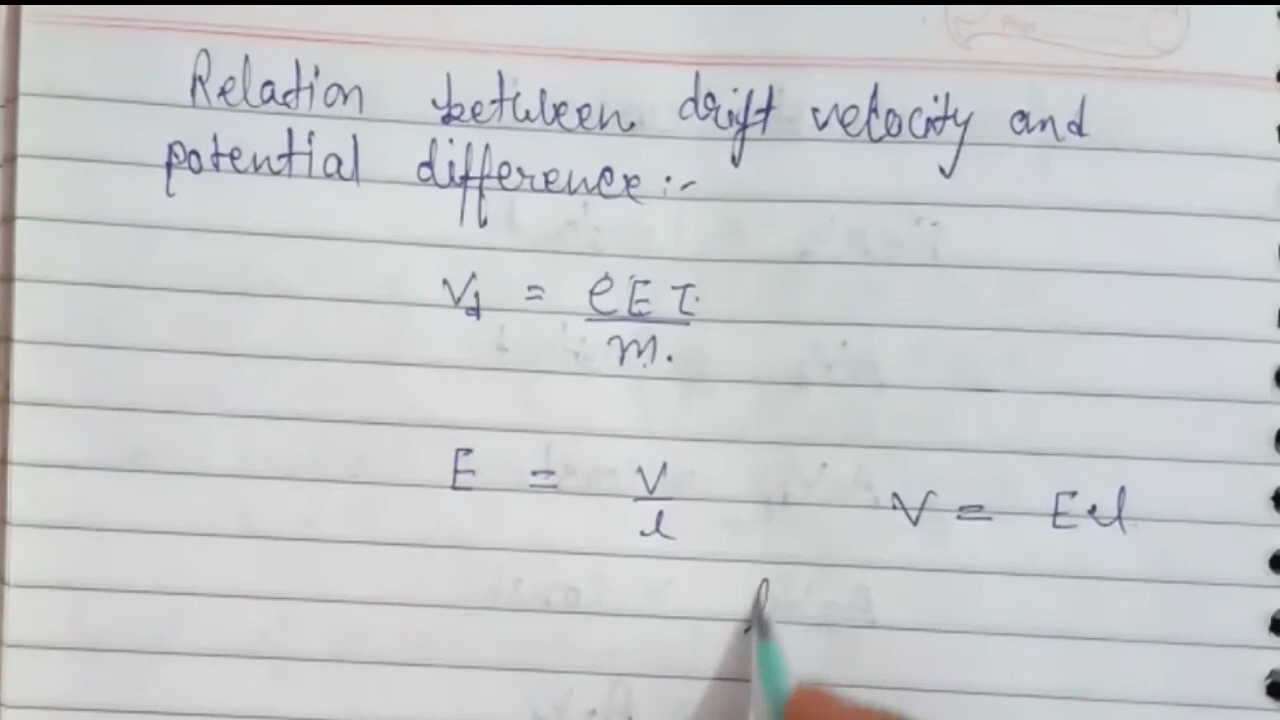 Relation between drift velocity and
potential difference :-
Vd = eEτ
m.
E = V
l
V = El